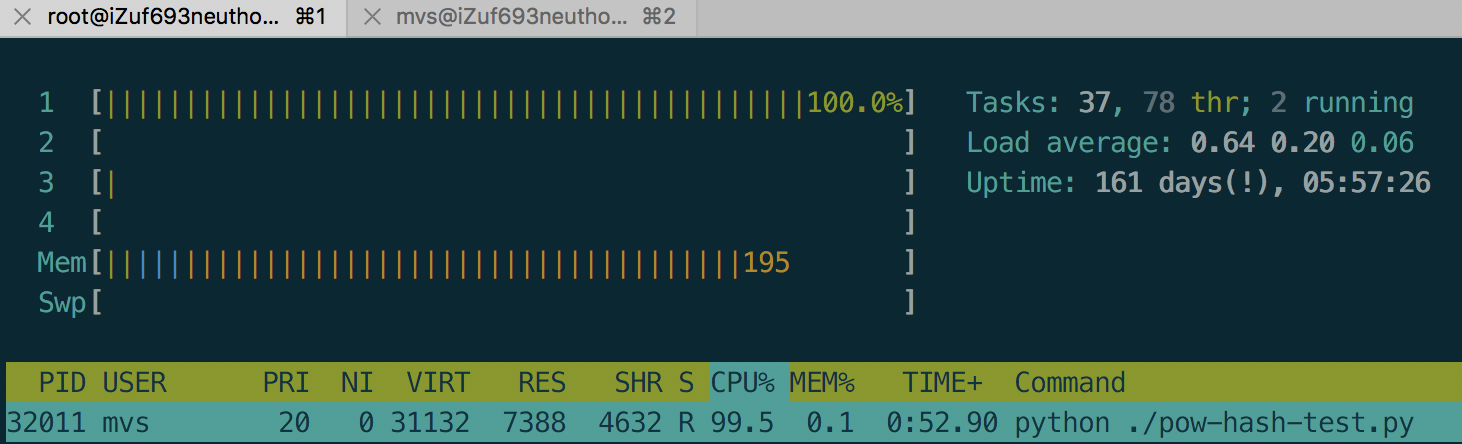 root@iZuf693neutho... ⌘1 mvs@iZuf693neutho... ⌘2
1 [||||||||||||||||||||||||||||||||||||||||||||100.0%] Tasks: 37, 78 thr; 2 running
2 [ ] Load average: 0.64 0.20 0.06
3 [| ] Uptime: 161 days(!), 05:57:26
4 [ ]
Mem[||||||||||||||||||||||||||||||||||||||||195 ]
Swp[ ]
PID USER PRI NI VIRT RES SHR S CPU% MEM% TIME+ Command
32011 mvs 20 0 31132 7388 4632 R 99.5 0.1 0:52.90 python ./pow-hash-test.py